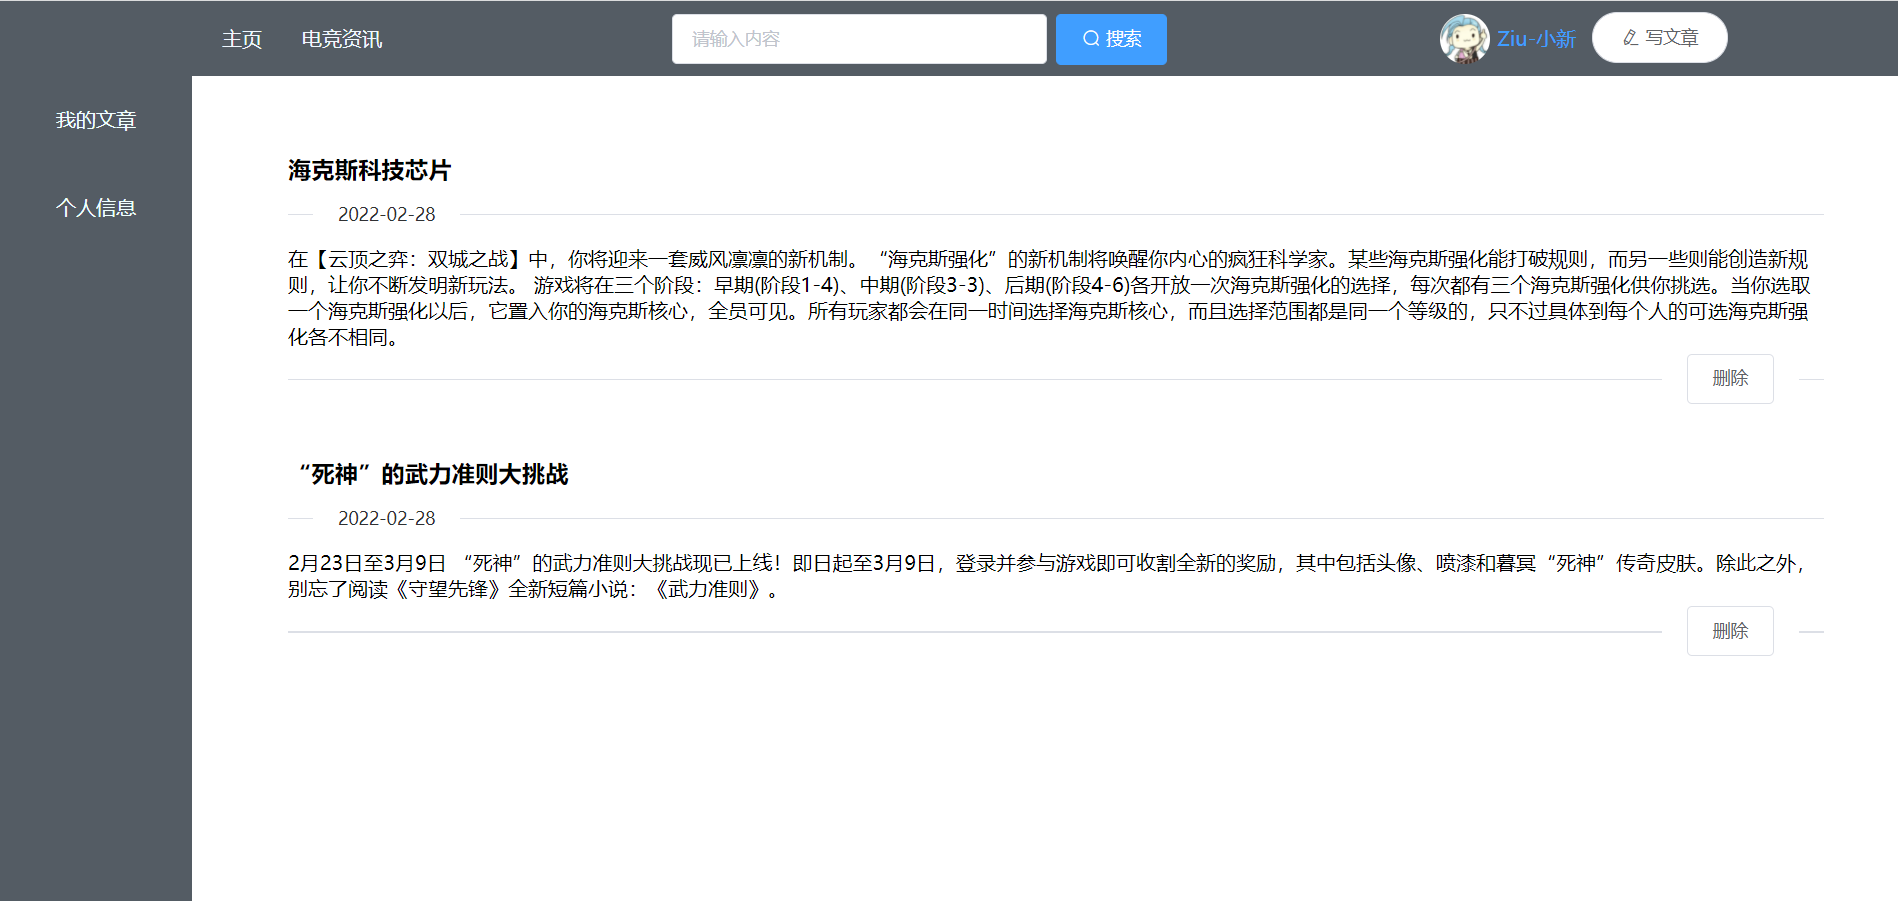 主页 电竞资讯 请输入内容 搜索 Ziu-小新 写文章
我的文章
个人信息
海克斯科技芯片
2022-02-28
在【云顶之弈：双城之战】中，你将迎来一套威风凛凛的新机制。“海克斯强化”的新机制将唤醒你内心的疯狂科学家。某些海克斯强化能打破规则，而另一些则能创造新规
则，让你不断发明新玩法。 游戏将在三个阶段：早期(阶段1-4)、中期(阶段3-3)、后期(阶段4-6)各开放一次海克斯强化的选择，每次都有三个海克斯强化供你挑选。当你选取
一个海克斯强化以后，它置入你的海克斯核心，全员可见。所有玩家都会在同一时间选择海克斯核心，而且选择范围都是同一个等级的，只不过具体到每个人的可选海克斯强
化各不相同。
删除
“死神”的武力准则大挑战
2022-02-28
2月23日至3月9日 “死神”的武力准则大挑战现已上线！即日起至3月9日，登录并参与游戏即可收割全新的奖励，其中包括头像、喷漆和暮冥“死神”传奇皮肤。除此之外，
别忘了阅读《守望先锋》全新短篇小说：《武力准则》。
删除